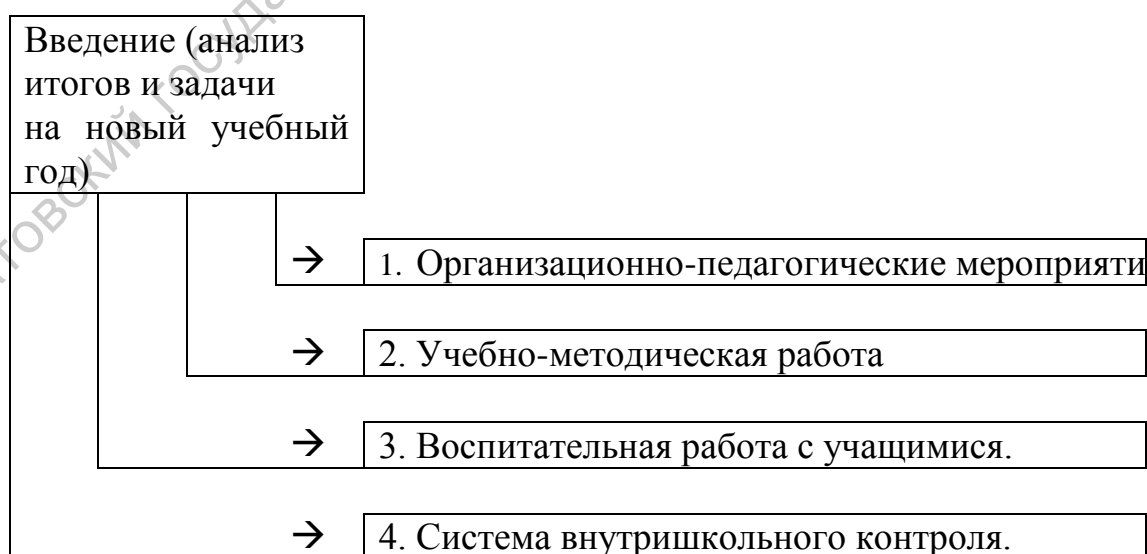 Введение (анализ
итогов и задачи
на новый учебный
год)
→ 1. Организационно-педагогические мероприяти
→ 2. Учебно-методическая работа
→ 3. Воспитательная работа с учащимися.
→ 4. Система внутришкольного контроля.